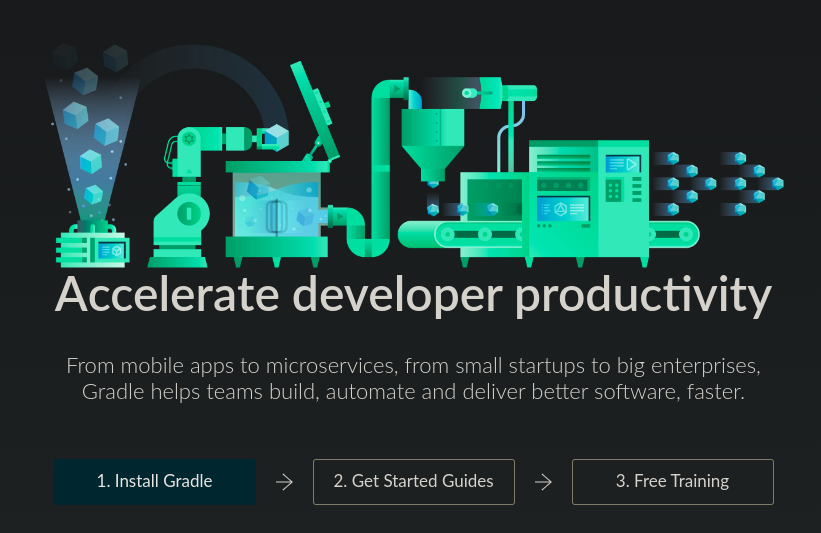 Accelerate developer productivity
From mobile apps to microservices, from small startups to big enterprises,
Gradle helps teams build, automate and deliver better software, faster.
1. Install Gradle
2. Get Started Guides
3. Free Training